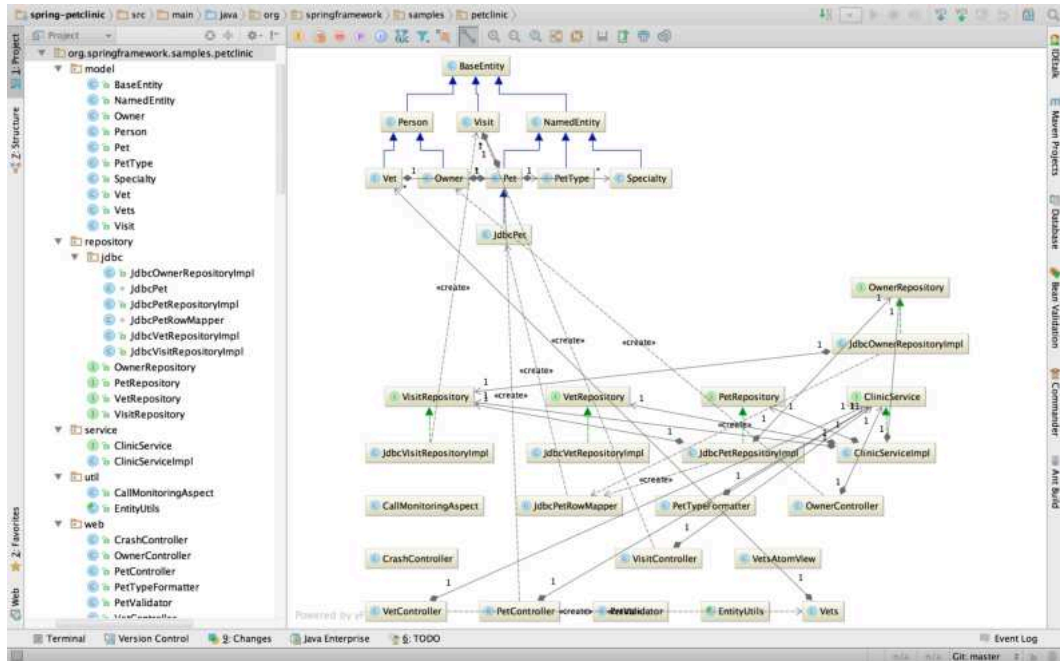 spring-petclinic src main java org springframework samples petclinic
Project
1: Project
Z: Structure
2: Favorites
Web
org.springframework.samples.petclinic
model
BaseEntity
NamedEntity
Owner
Person
Pet
PetType
Specialty
Vet
Vets
Visit
repository
jdbc
JdbcOwnerRepositoryImpl
JdbcPet
JdbcPetRepositoryImpl
JdbcPetRowMapper
JdbcVetRepositoryImpl
JdbcVisitRepositoryImpl
OwnerRepository
PetRepository
VetRepository
VisitRepository
service
ClinicService
ClinicServiceImpl
util
CallMonitoringAspect
EntityUtils
web
CrashController
OwnerController
PetController
PetTypeFormatter
PetValidator
VetController
BaseEntity
Person Visit NamedEntity
Vet Owner Pet PetType Specialty
JdbcPet
«create»
OwnerRepository
JdbcOwnerRepositoryImpl
«create»
«create»
VisitRepository VetRepository PetRepository ClinicService
«create»
«create»
JdbcVisitRepositoryImpl JdbcVetRepositoryImpl JdbcPetRepositoryImpl ClinicServiceImpl
«create»
CallMonitoringAspect JdbcPetRowMapper PetTypeFormatter OwnerController
CrashController VisitController VetsAtomView
VetController PetController «create» PetValidator EntityUtils Vets
Powered by yF
IDEtalk
Maven Projects
Database
Bean Validation
Commander
Ant Build
Terminal Version Control 9: Changes Java Enterprise 6: TODO Event Log
n/a n/a Git: master